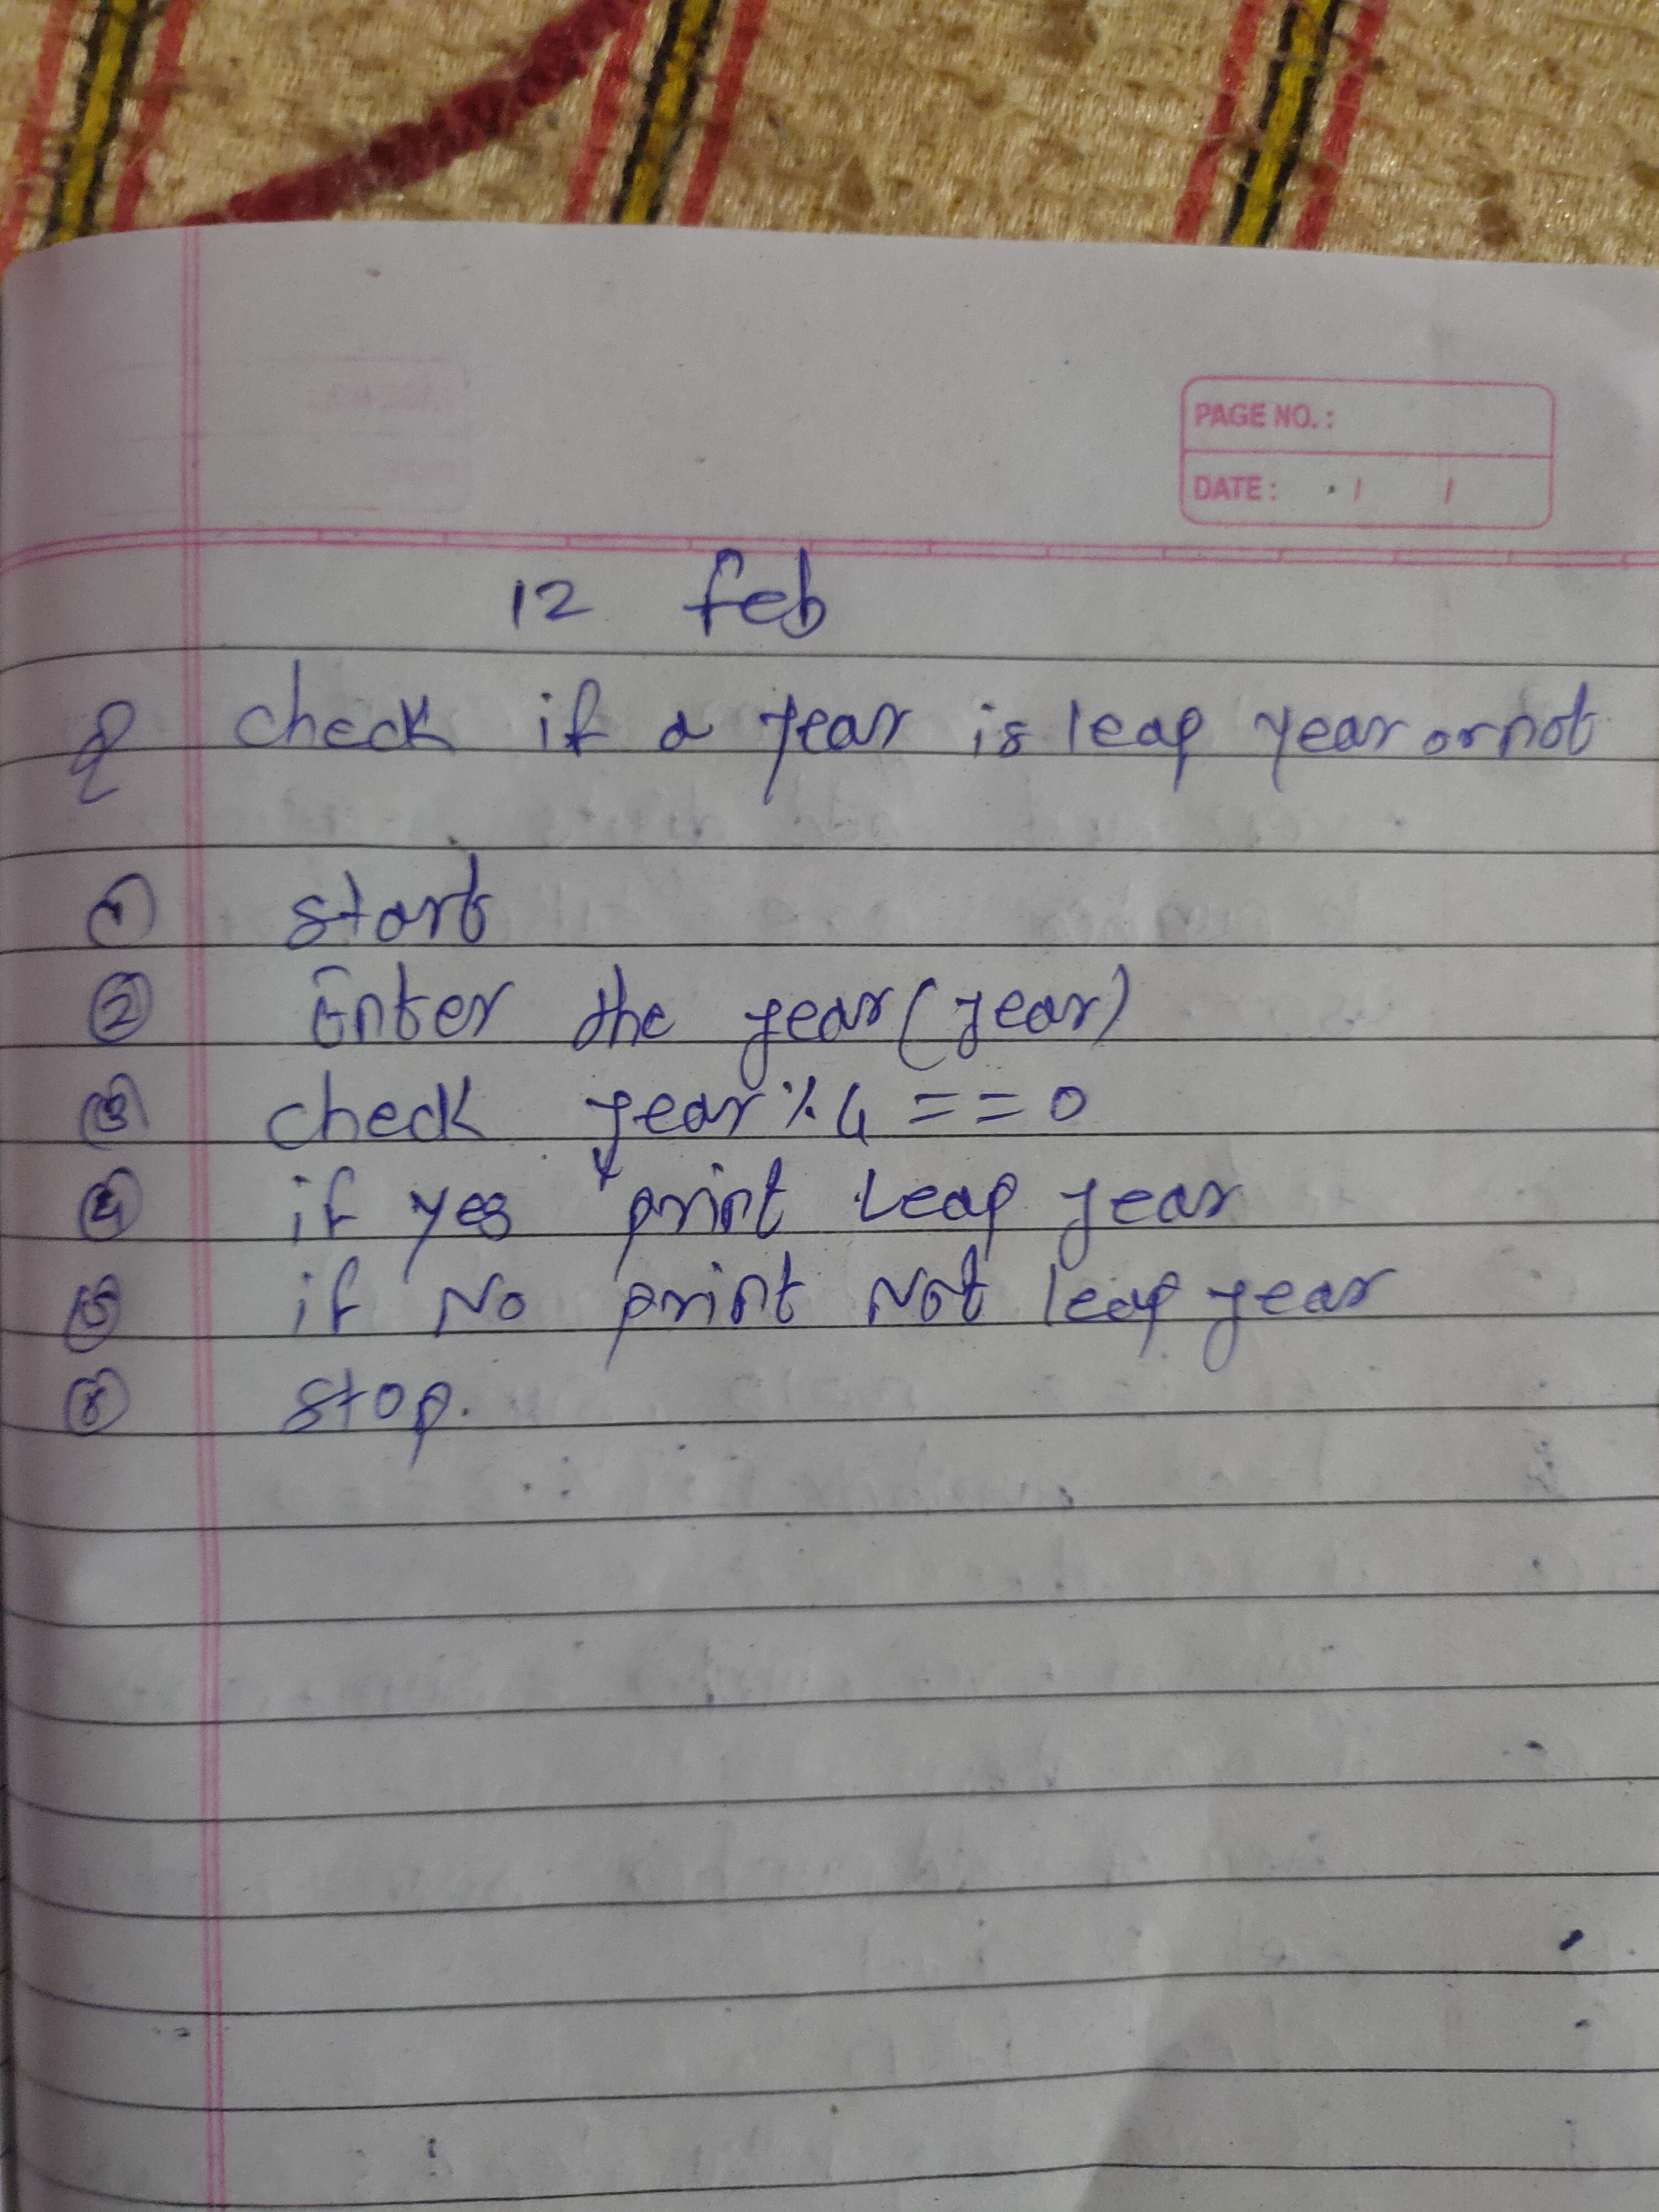 PAGE NO. :
DATE : / /
12 feb
Q check if a year is leap year or not
① start
② Enter the year (year)
③ check year % 4 == 0
④ if yes print Leap year
⑤ if No print Not leap year
stop.